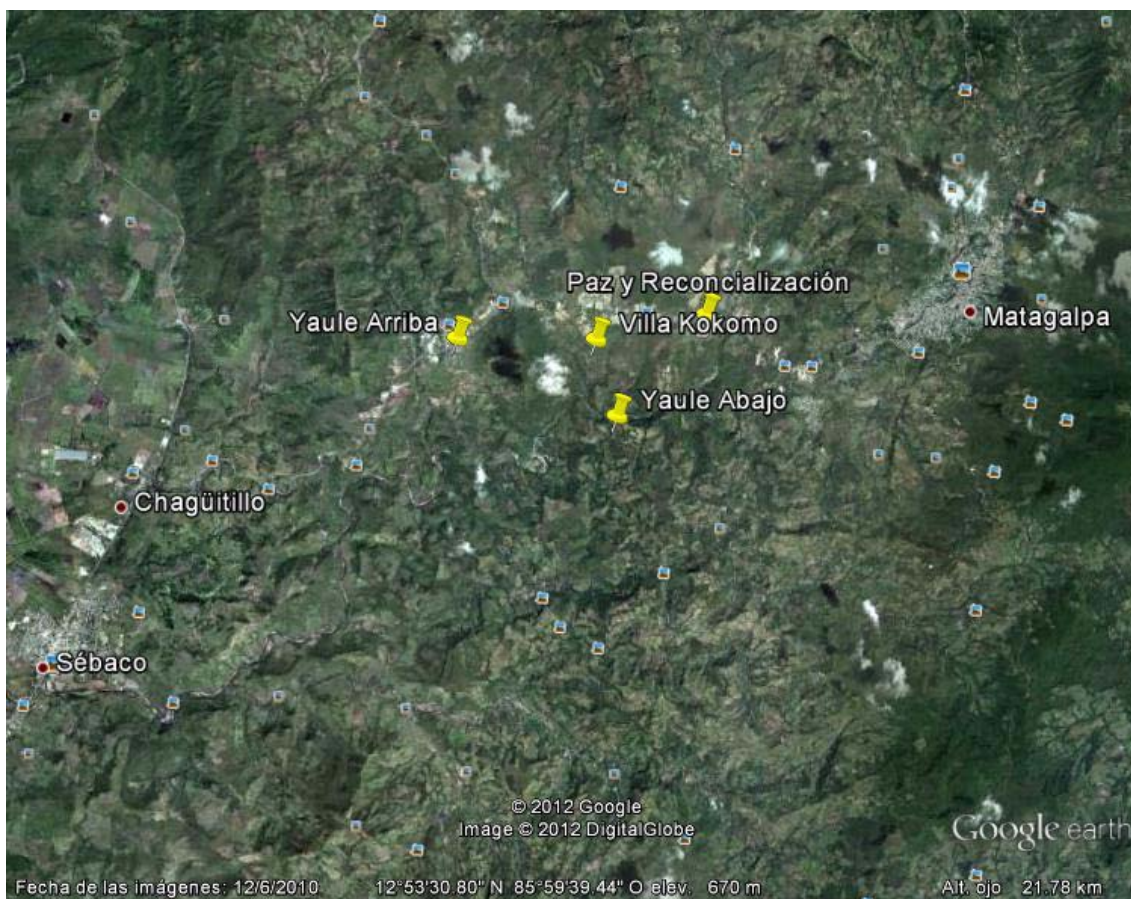 Paz y Reconcialización
Yaule Arriba
Villa Kokomo
Matagalpa
Yaule Abajo
Chagüitillo
Sébaco
© 2012 Google
Image © 2012 DigitalGlobe
Google earth
Fecha de las imágenes: 12/6/2010 12°53'30.80" N 85°59'39.44" O elev. 670 m Alt. ojo 21.78 km